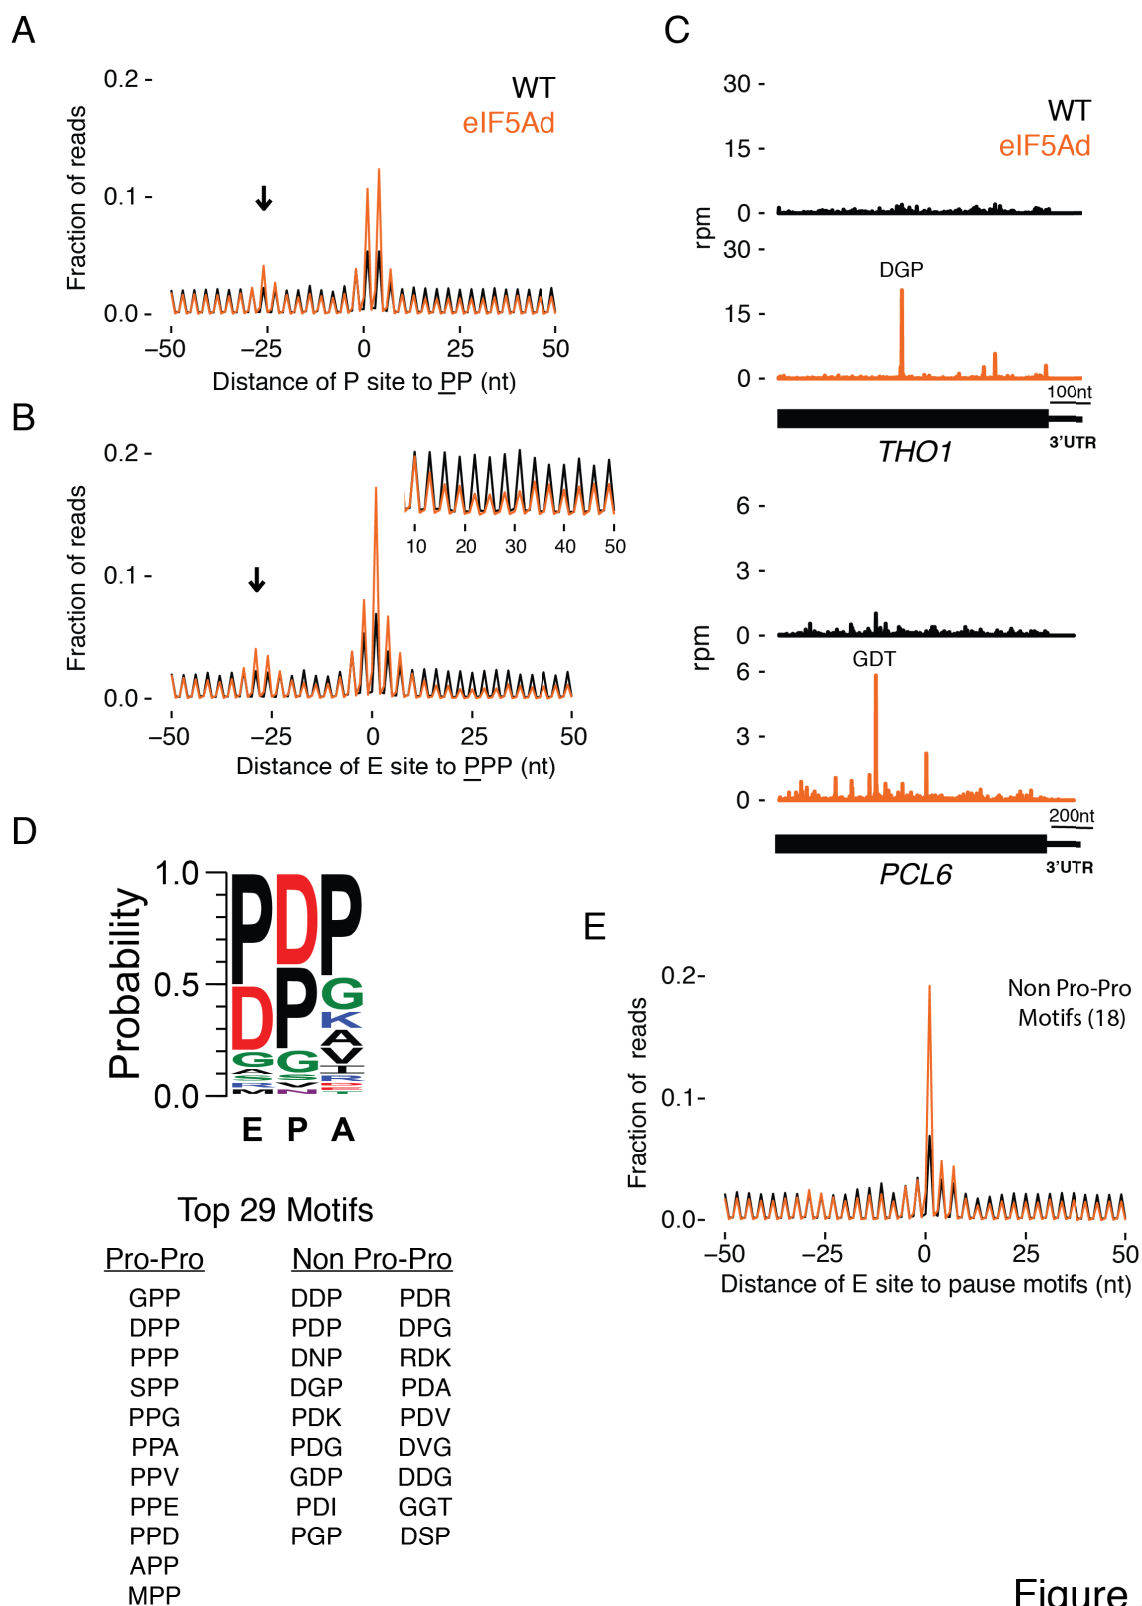 A
0.2 -
0.1 -
0.0 -
Fraction of reads
WT
eIF5Ad
−50
−25
0
25
50
Distance of P site to PP (nt)
B
0.2 -
0.1 -
0.0 -
Fraction of reads
10
20
30
40
50
−50
−25
0
25
50
Distance of E site to PPP (nt)
C
30 -
15 -
0 -
rpm
30 -
15 -
0 -
WT
eIF5Ad
DGP
100nt
3'UTR
THO1
6 -
3 -
0 -
rpm
6 -
3 -
0 -
GDT
200nt
3'UTR
PCL6
D
Probability
1.0
0.5
0.0
P D P
D P G
K
G G A
V
E P A
Top 29 Motifs
Pro-Pro
GPP
DPP
PPP
SPP
PPG
PPA
PPV
PPE
PPD
APP
MPP
Non Pro-Pro
DDP PDR
PDP DPG
DNP RDK
DGP PDA
PDK PDV
PDG DVG
GDP DDG
PDI GGT
PGP DSP
E
0.2-
0.1-
0.0-
Fraction of reads
Non Pro-Pro
Motifs (18)
−50
−25
0
25
50
Distance of E site to pause motifs (nt)
Figure